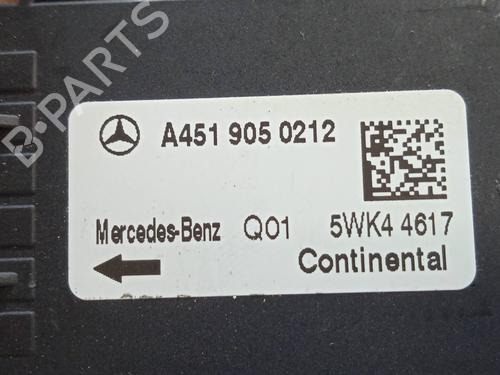 B-PARTS
A451 905 0212
Mercedes-Benz Q01 5WK4 4617
Continental